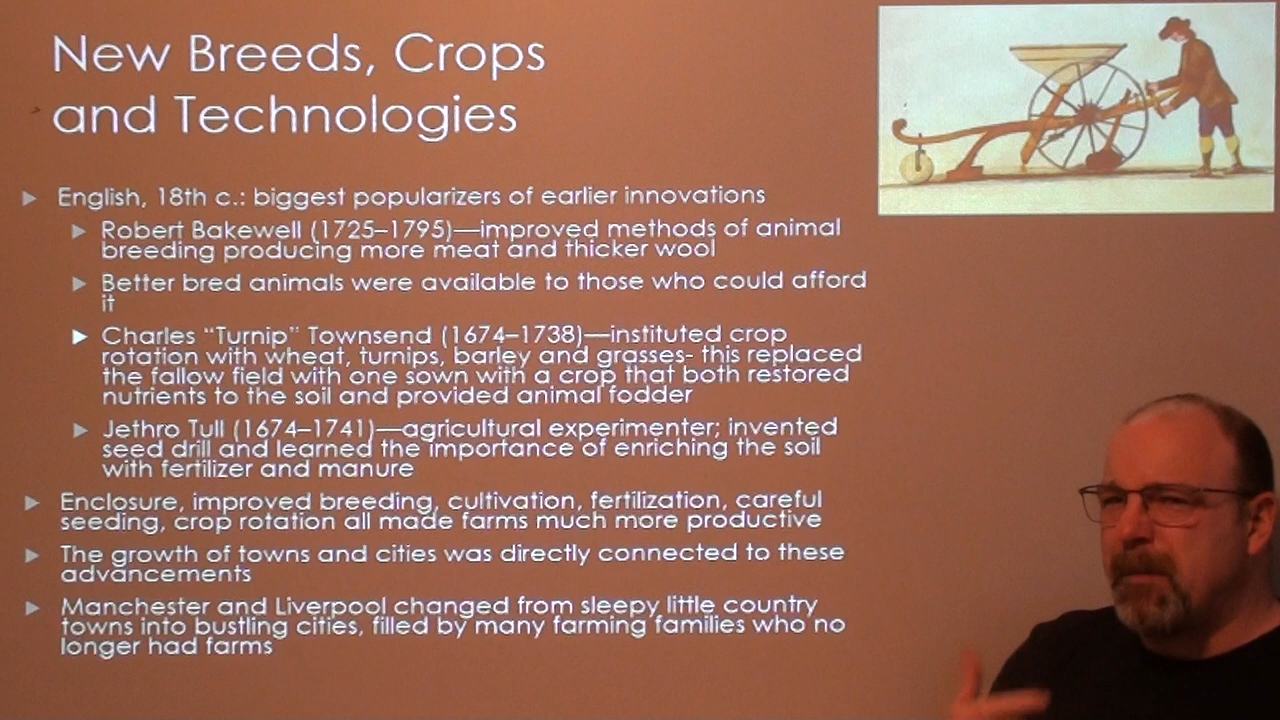 New Breeds, Crops
and Technologies
English, 18th c.: biggest popularizers of earlier innovations
Robert Bakewell (1725–1795)—improved methods of animal
breeding producing more meat and thicker wool
Better bred animals were available to those who could afford
it
Charles “Turnip” Townsend (1674–1738)—instituted crop
rotation with wheat, turnips, barley and grasses- this replaced
the fallow field with one sown with a crop that both restored
nutrients to the soil and provided animal fodder
Jethro Tull (1674–1741)—agricultural experimenter; invented
seed drill and learned the importance of enriching the soil
with fertilizer and manure
Enclosure, improved breeding, cultivation, fertilization, careful
seeding, crop rotation all made farms much more productive
The growth of towns and cities was directly connected to these
advancements
Manchester and Liverpool changed from sleepy little country
towns into bustling cities, filled by many farming families who no
longer had farms